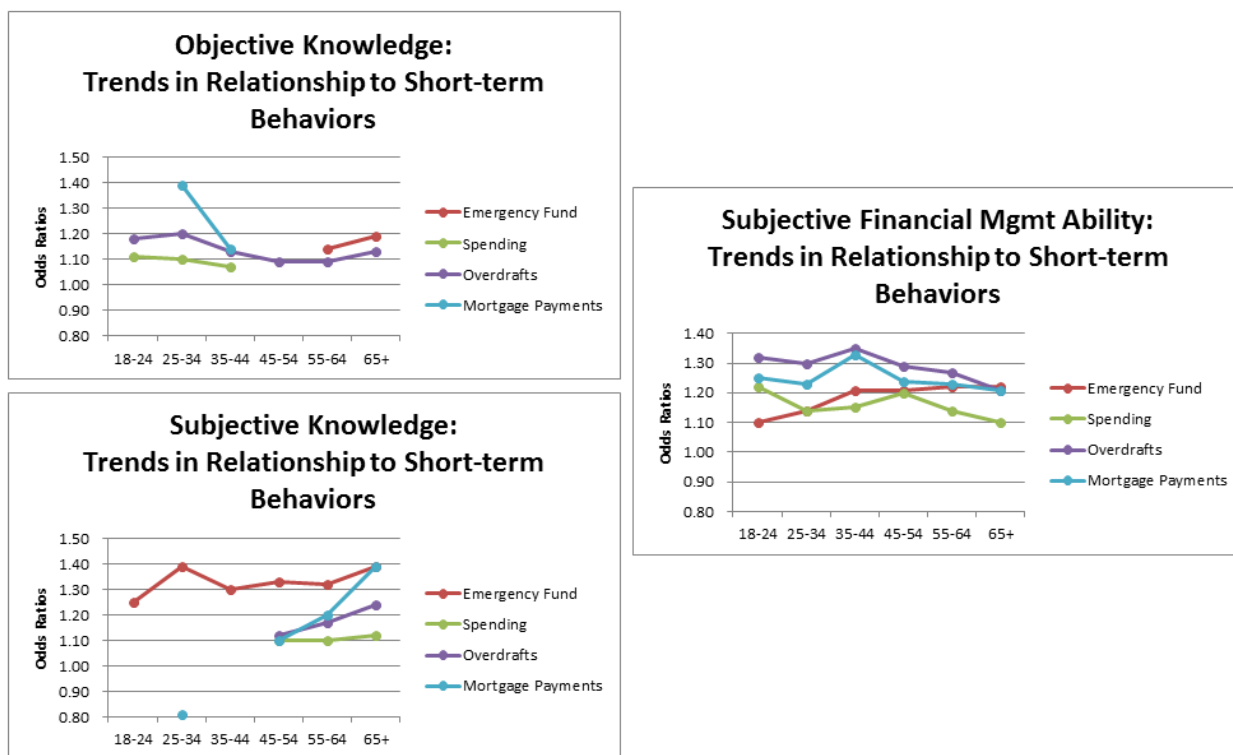 Objective Knowledge:
Trends in Relationship to Short-term
Behaviors
1.50
1.40
1.30
1.20
1.10
1.00
0.90
0.80
Odds Ratios
18-24 25-34 35-44 45-54 55-64 65+
Emergency Fund
Spending
Overdrafts
Mortgage Payments
Subjective Knowledge:
Trends in Relationship to Short-term
Behaviors
1.50
1.40
1.30
1.20
1.10
1.00
0.90
0.80
Odds Ratios
18-24 25-34 35-44 45-54 55-64 65+
Emergency Fund
Spending
Overdrafts
Mortgage Payments
Subjective Financial Mgmt Ability:
Trends in Relationship to Short-term
Behaviors
1.40
1.30
1.20
1.10
1.00
0.90
0.80
Odds Ratios
18-24 25-34 35-44 45-54 55-64 65+
Emergency Fund
Spending
Overdrafts
Mortgage Payments